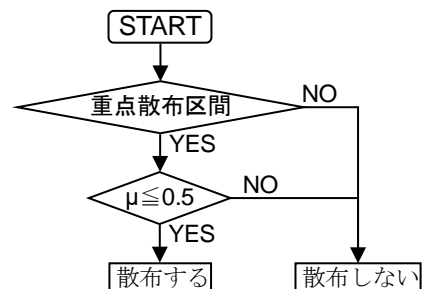 START
重点散布区間
NO
YES
μ≦0.5
NO
YES
散布する
散布しない